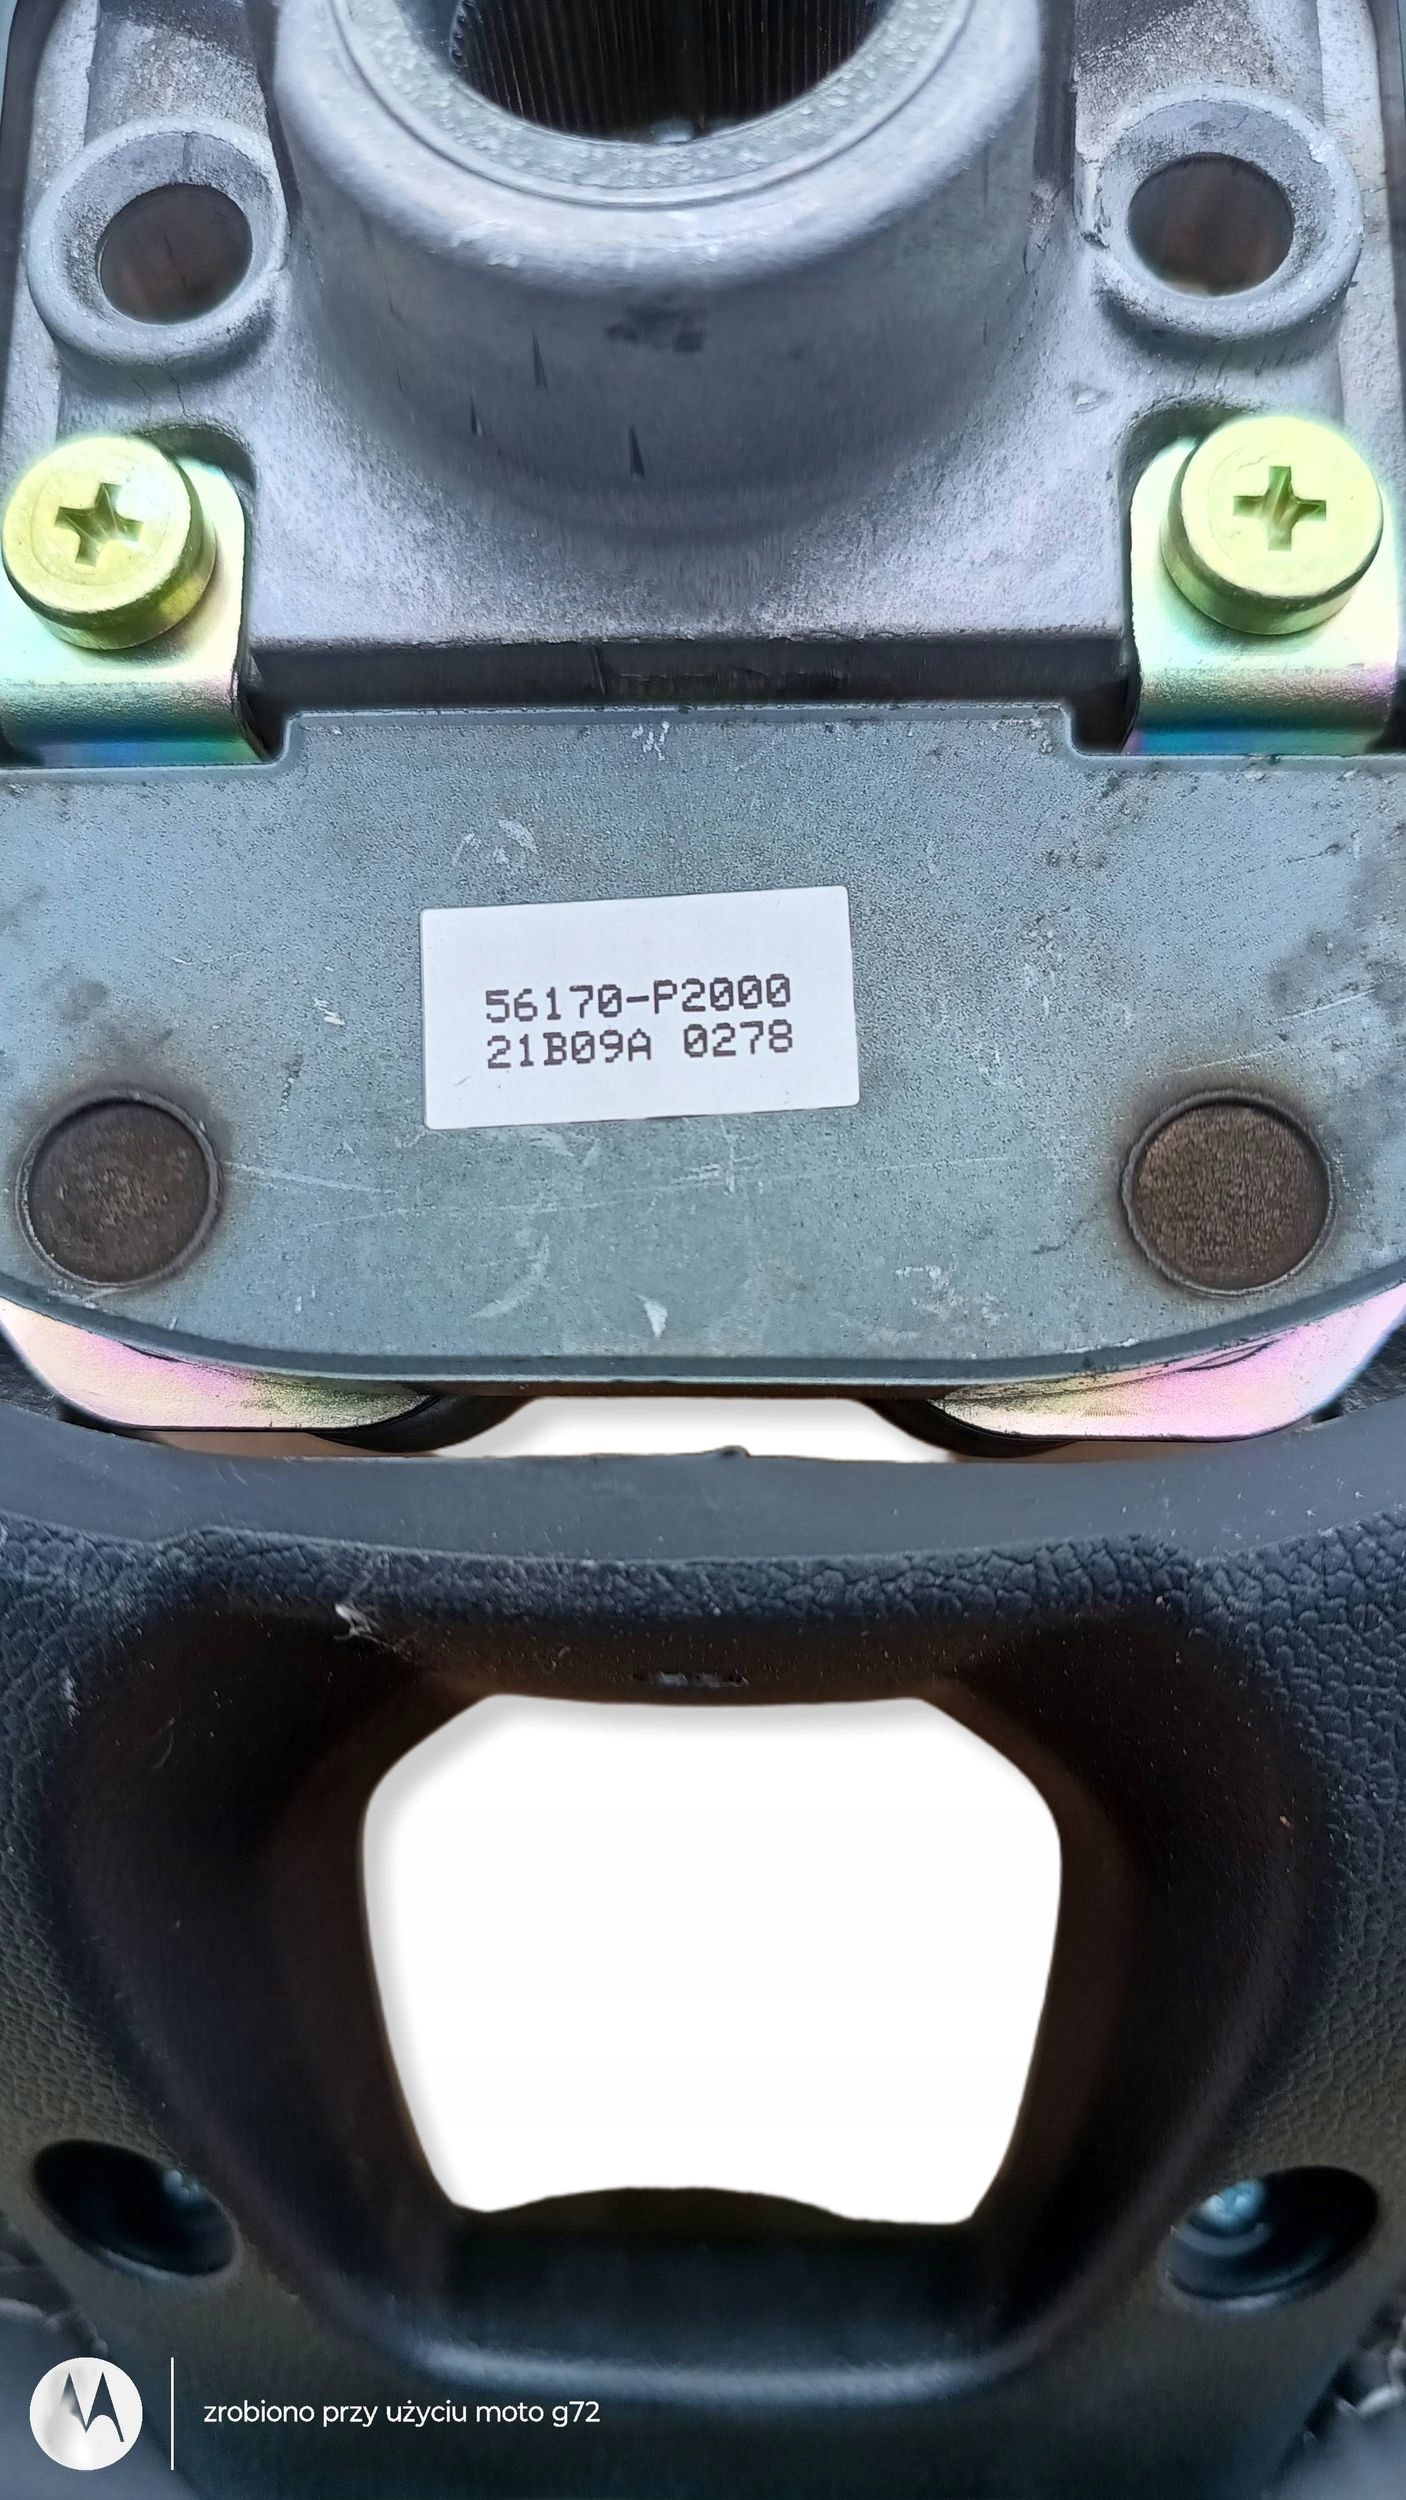 56170-P2000
21B09A 0278
zrobiono przy użyciu moto g72